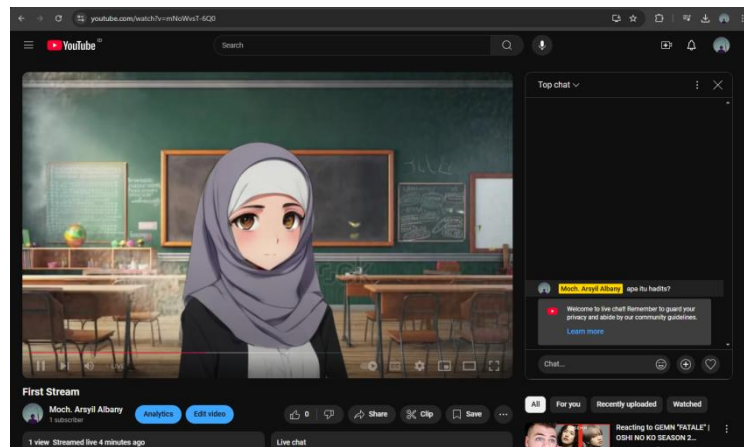 youtube.com/watch?v=mNoWvsT-6Q0
YouTube ID
Search
Top chat
Moch. Arsyil Albany apa itu hadits?
Welcome to live chat! Remember to guard your
privacy and abide by our community guidelines.
Learn more
Chat...
First Stream
Moch. Arsyil Albany
1 subscriber
Analytics
Edit video
0
Share
Clip
Save
1 view Streamed live 4 minutes ago
Live chat
All
For you
Recently uploaded
Watched
Reacting to GEMN "FATALE" |
OSHI NO KO SEASON 2...